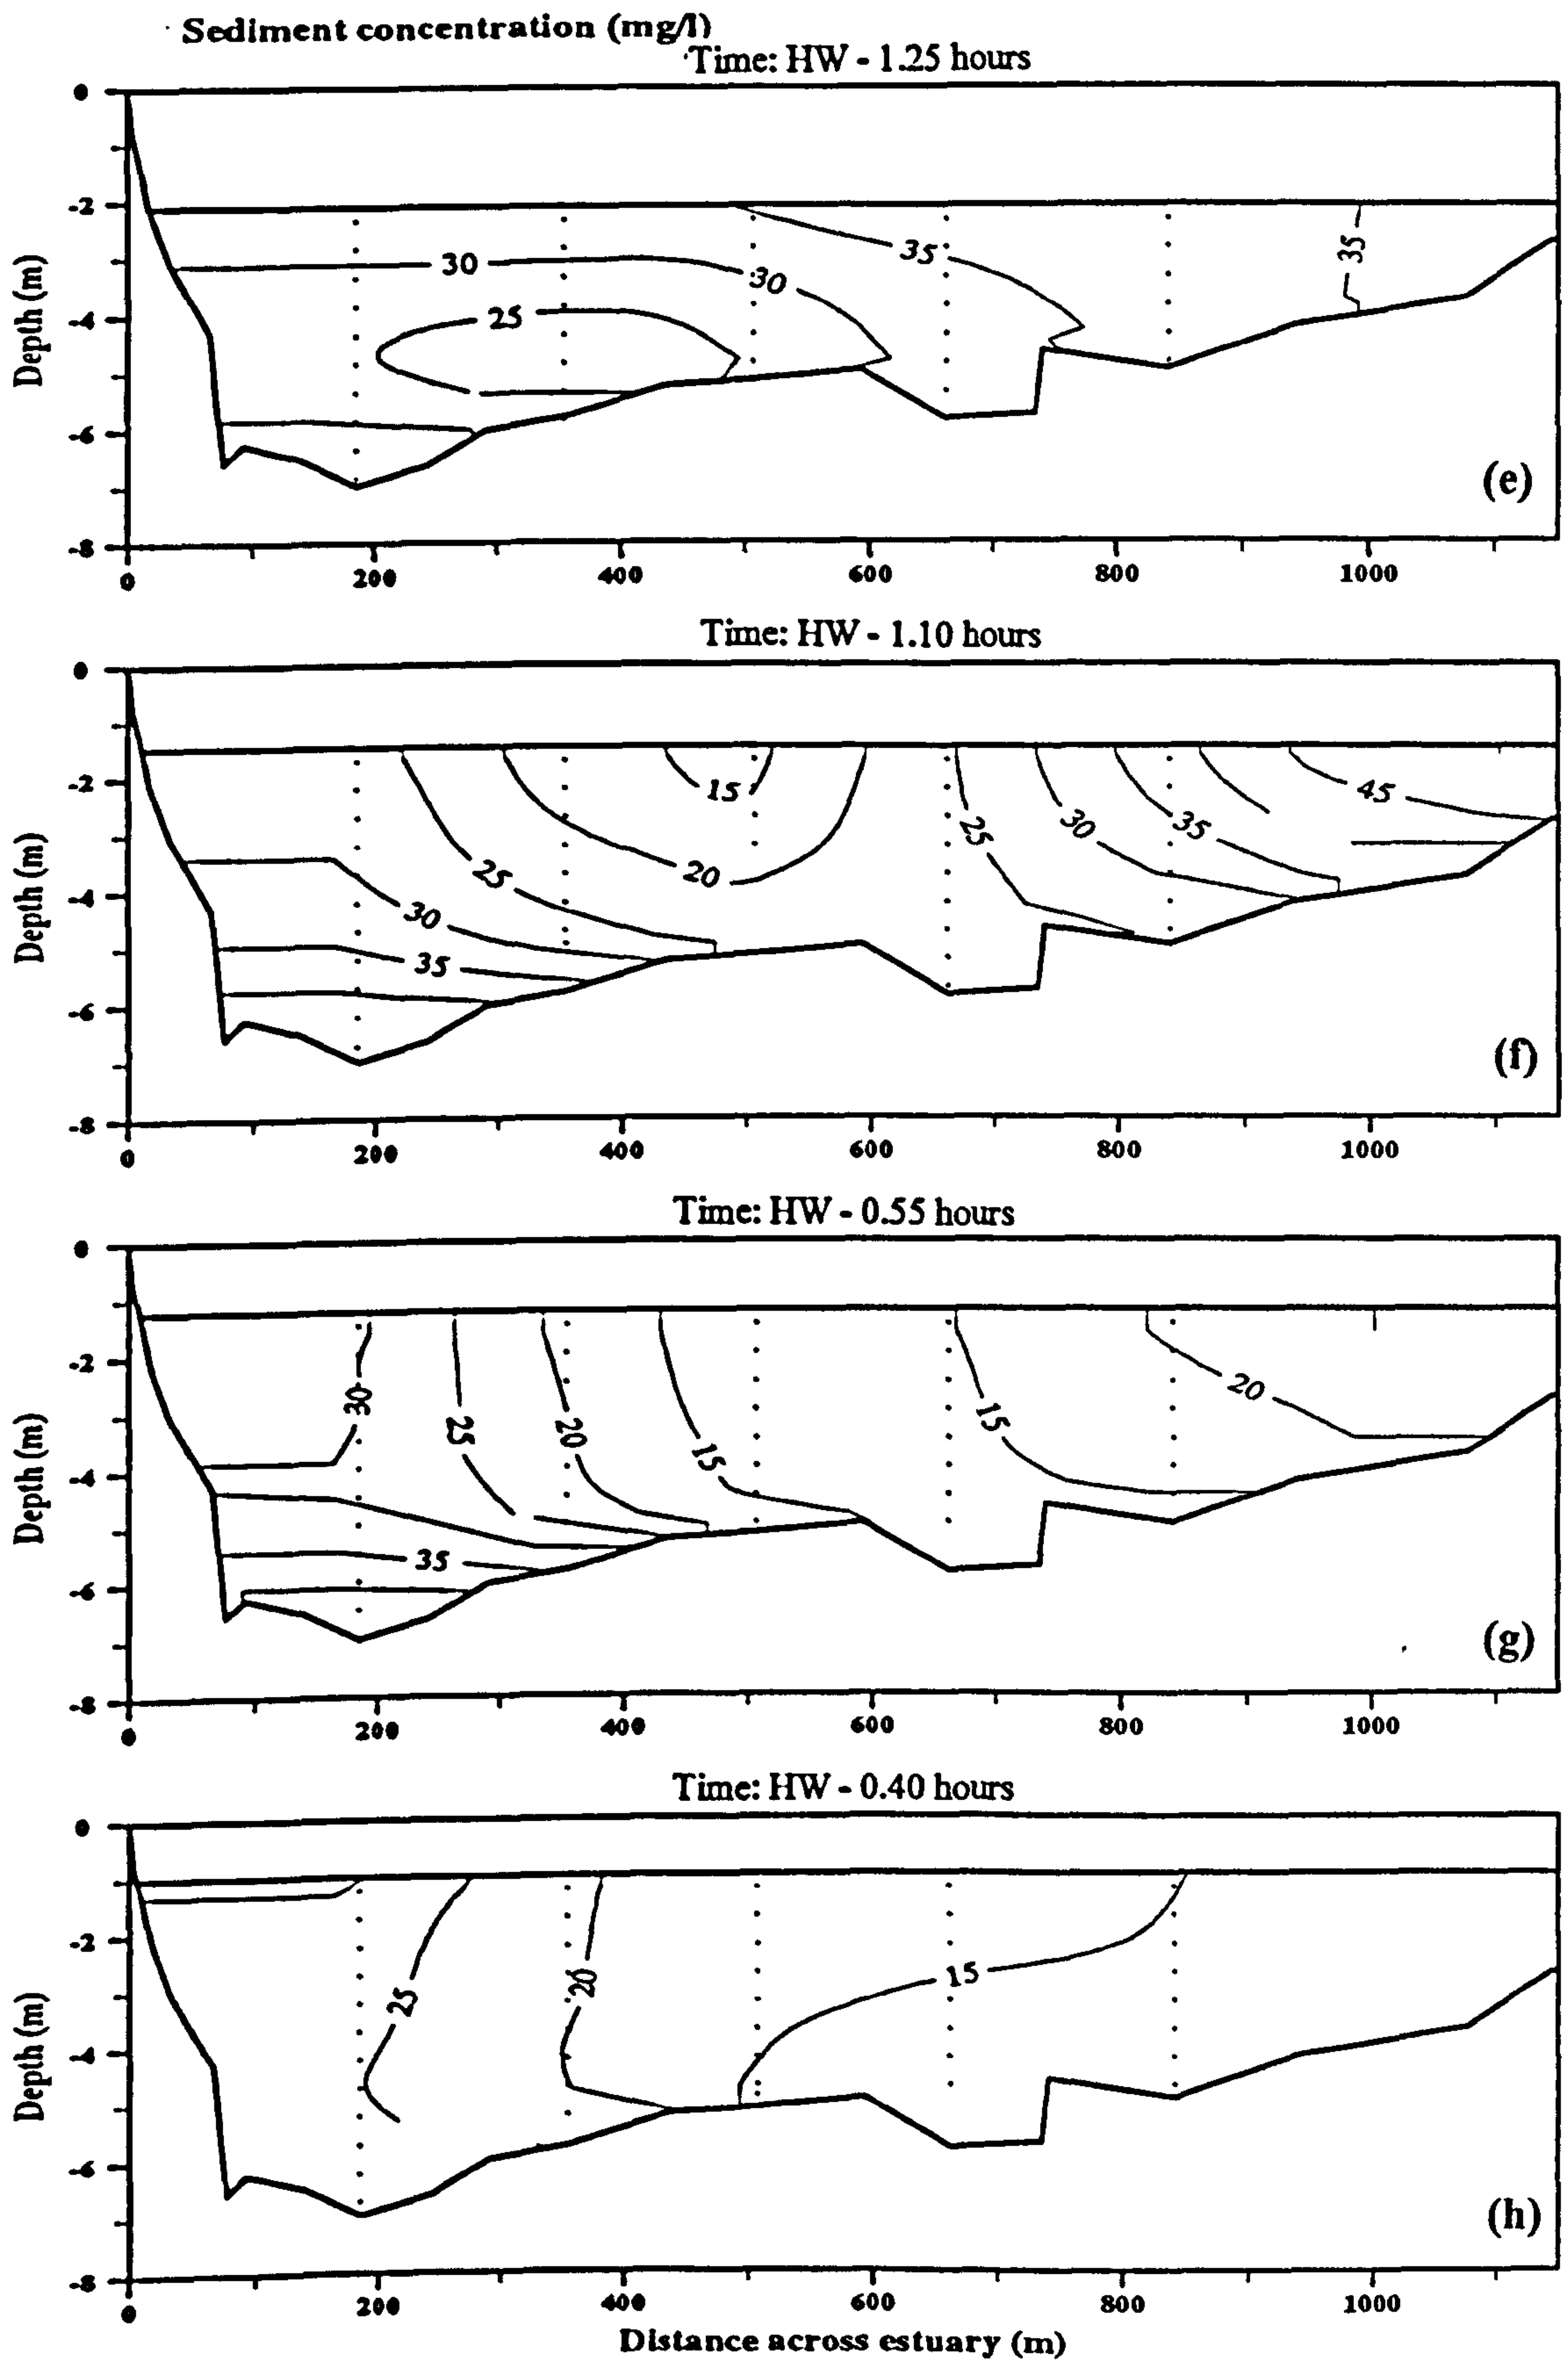 Sediment concentration (mg/l)
Time: HW - 1.25 hours
0
-2
-4
-6
-8
Depth (m)
30
30
25
35
35
(e)
0 200 400 600 800 1000
Time: HW - 1.10 hours
0
-2
-4
-6
-8
Depth (m)
15
45
25
30
35
25
20
30
35
(f)
0 200 400 600 800 1000
Time: HW - 0.55 hours
0
-2
-4
-6
-8
Depth (m)
30
25
20
15
15
20
35
(g)
0 200 400 600 800 1000
Time: HW - 0.40 hours
0
-2
-4
-6
-8
Depth (m)
25
20
15
(h)
0 200 400 600 800 1000
Distance across estuary (m)